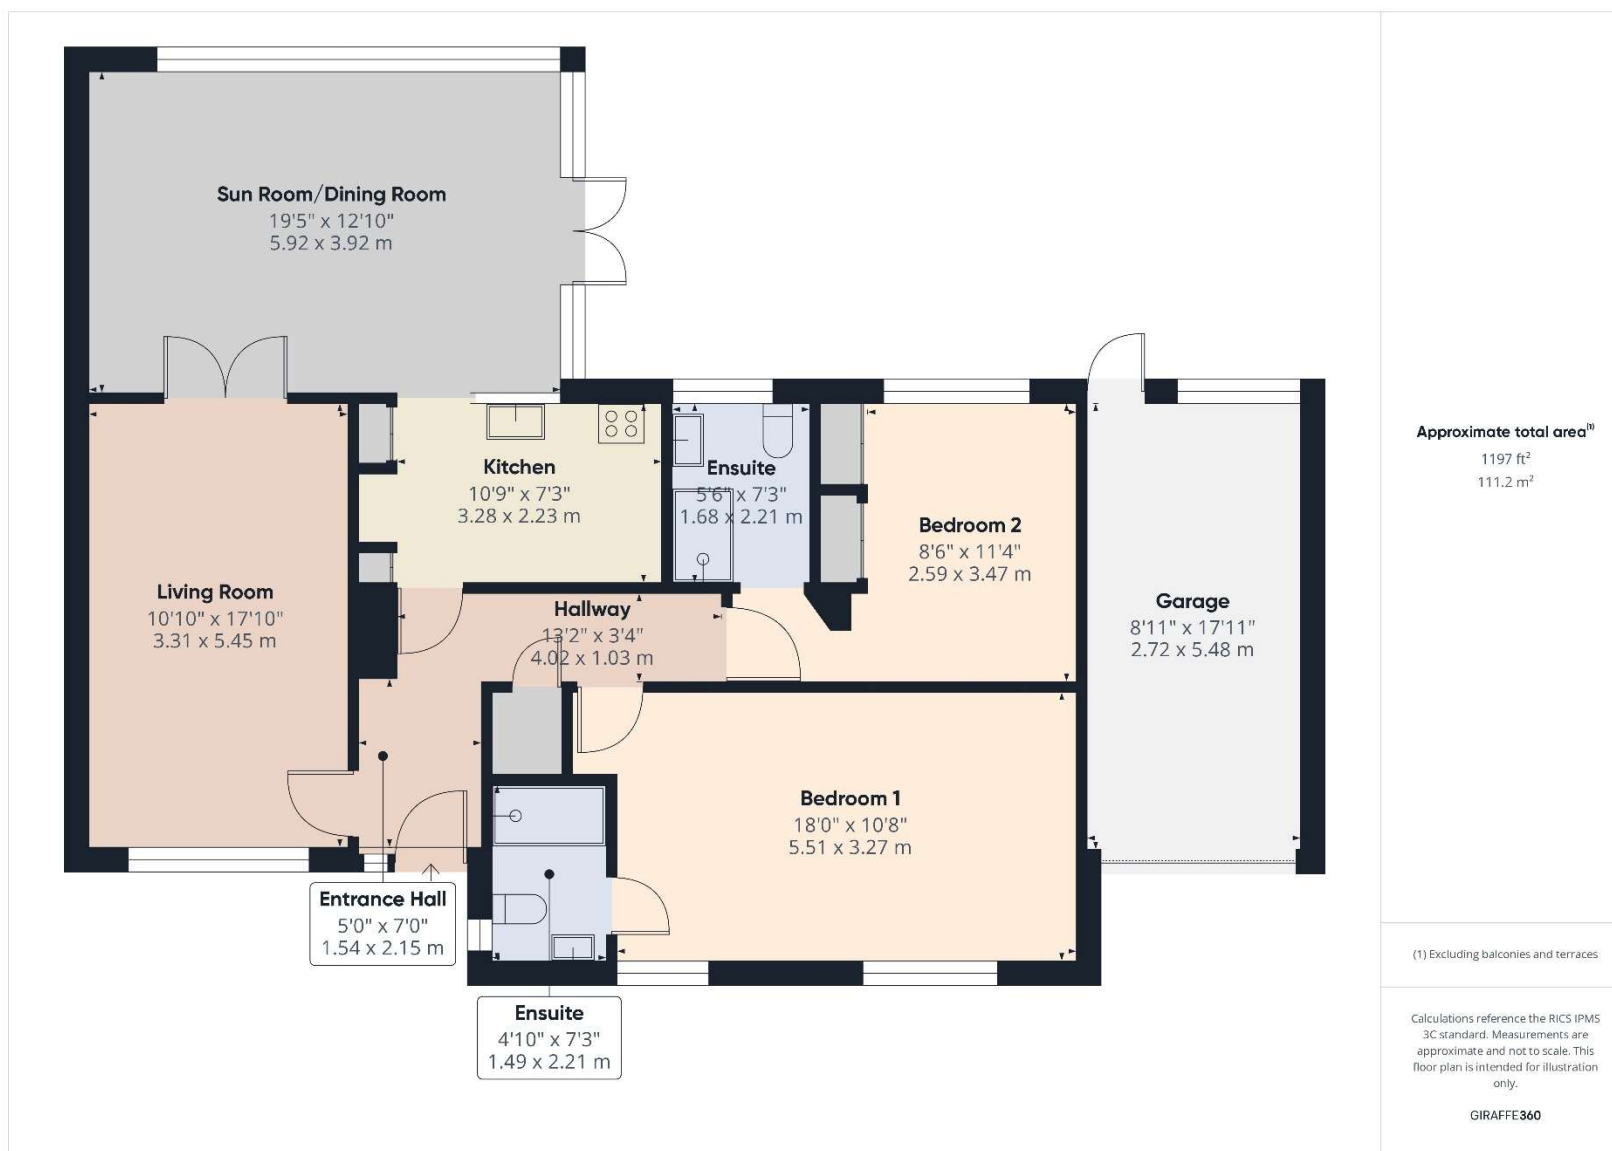 Sun Room/Dining Room
19'5" x 12'10"
5.92 x 3.92 m
Kitchen
10'9" x 7'3"
3.28 x 2.23 m
Ensuite
5'6" x 7'3"
1.68 x 2.21 m
Bedroom 2
8'6" x 11'4"
2.59 x 3.47 m
Living Room
10'10" x 17'10"
3.31 x 5.45 m
Hallway
13'2" x 3'4"
4.02 x 1.03 m
Garage
8'11" x 17'11"
2.72 x 5.48 m
Bedroom 1
18'0" x 10'8"
5.51 x 3.27 m
Entrance Hall
5'0" x 7'0"
1.54 x 2.15 m
Ensuite
4'10" x 7'3"
1.49 x 2.21 m
Approximate total area⁽¹⁾
1197 ft²
111.2 m²
(1) Excluding balconies and terraces
Calculations reference the RICS IPMS
3C standard. Measurements are
approximate and not to scale. This
floor plan is intended for illustration
only.
GIRAFFE360